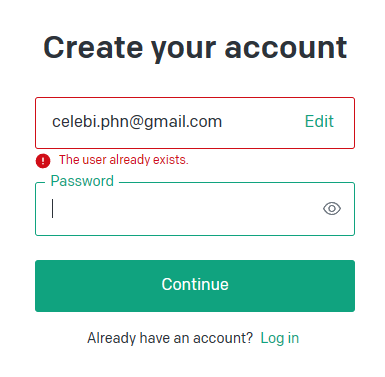 Create your account
celebi.phn@gmail.com Edit
The user already exists.
Password
Continue
Already have an account? Log in